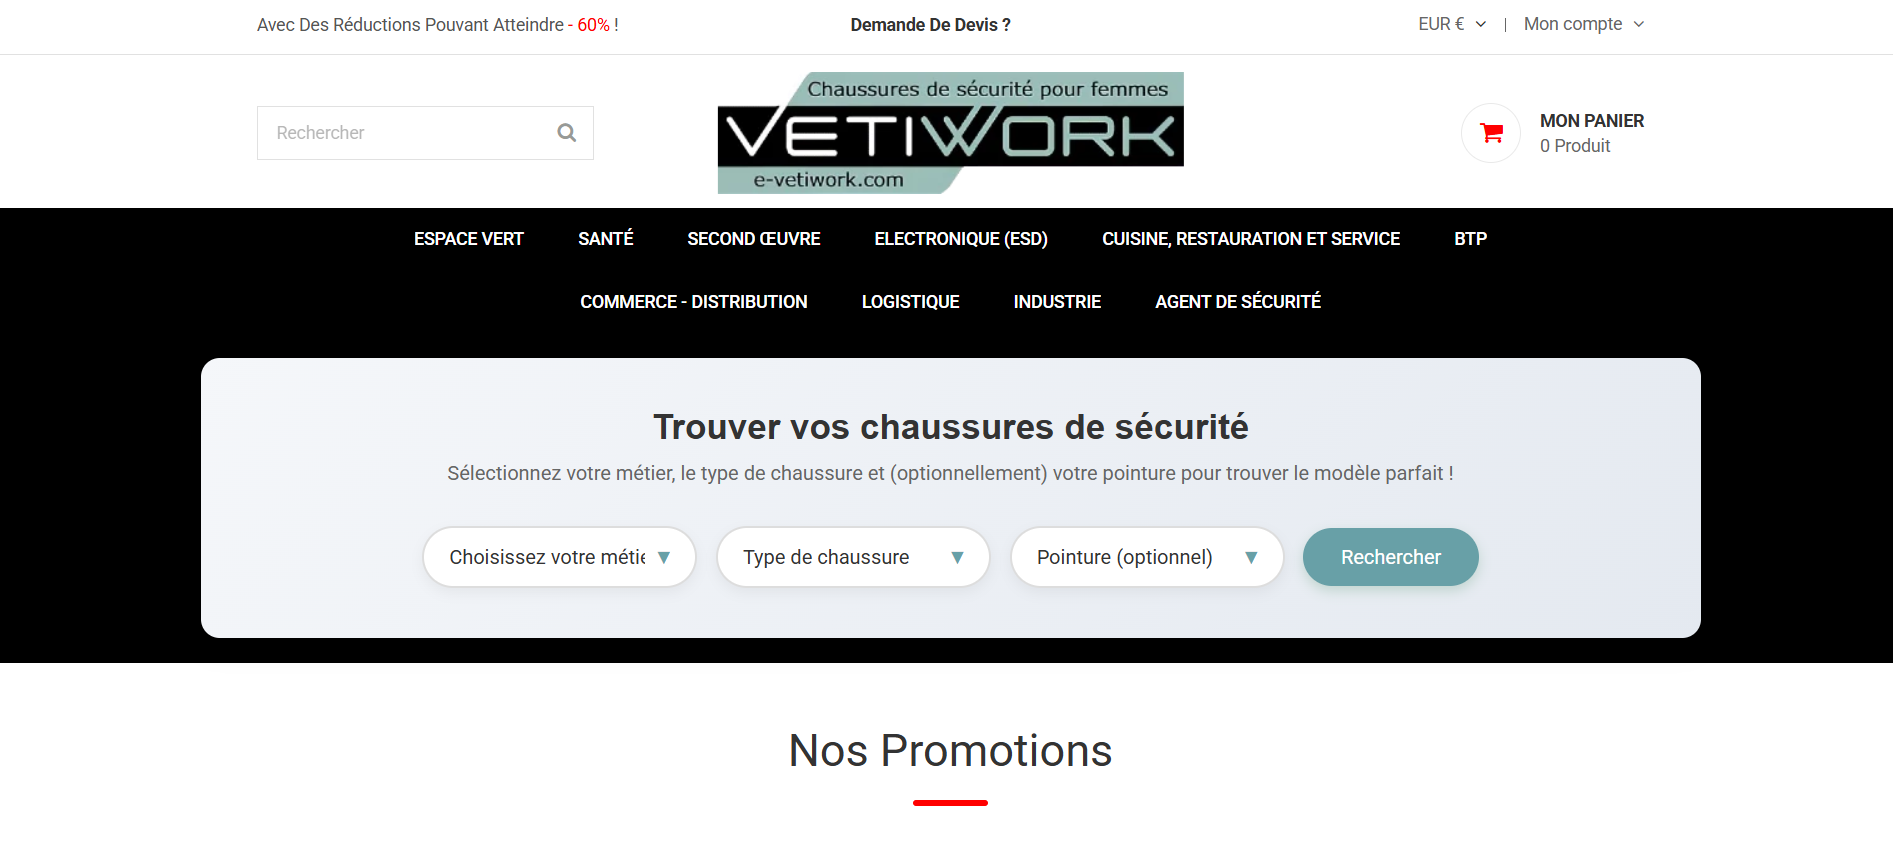 Avec Des Réductions Pouvant Atteindre - 60% !
Demande De Devis ?
EUR €
Mon compte
Rechercher
Chaussures de sécurité pour femmes
VETIWORK
e-vetiwork.com
MON PANIER
0 Produit
ESPACE VERT SANTÉ SECOND ŒUVRE ELECTRONIQUE (ESD) CUISINE, RESTAURATION ET SERVICE BTP
COMMERCE - DISTRIBUTION LOGISTIQUE INDUSTRIE AGENT DE SÉCURITÉ
Trouver vos chaussures de sécurité
Sélectionnez votre métier, le type de chaussure et (optionnellement) votre pointure pour trouver le modèle parfait !
Choisissez votre métie
Type de chaussure
Pointure (optionnel)
Rechercher
Nos Promotions